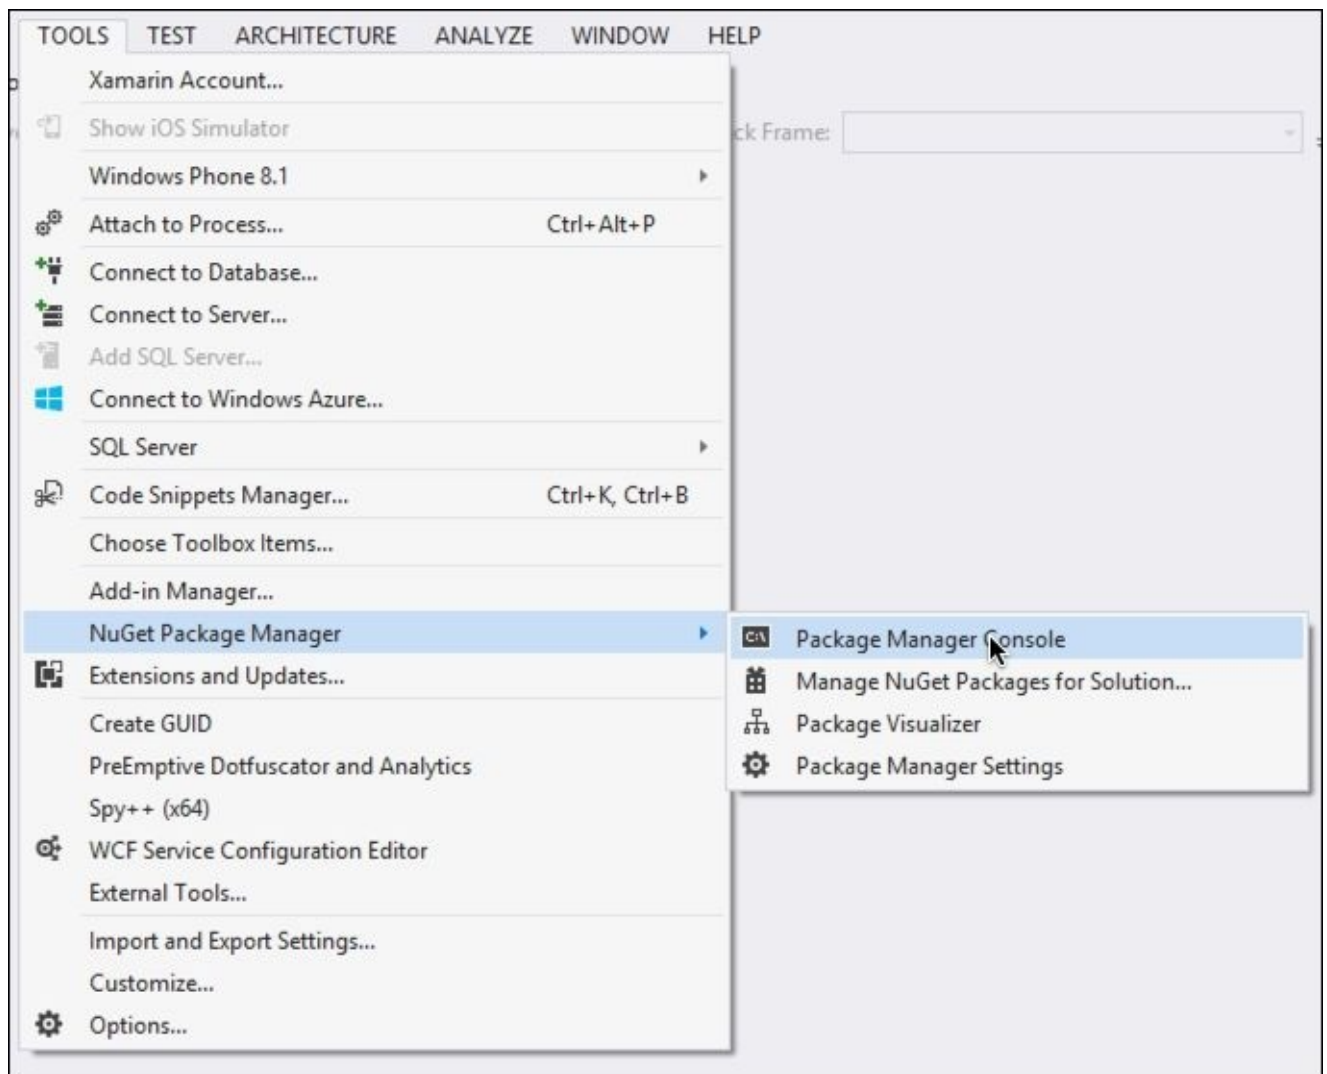 TOOLS TEST ARCHITECTURE ANALYZE WINDOW HELP
Xamarin Account...
Show iOS Simulator
ck Frame:
Windows Phone 8.1
Attach to Process... Ctrl+Alt+P
Connect to Database...
Connect to Server...
Add SQL Server...
Connect to Windows Azure...
SQL Server
Code Snippets Manager... Ctrl+K, Ctrl+B
Choose Toolbox Items...
Add-in Manager...
NuGet Package Manager
Extensions and Updates...
Create GUID
PreEmptive Dotfuscator and Analytics
Spy++ (x64)
WCF Service Configuration Editor
External Tools...
Import and Export Settings...
Customize...
Options...
C:\ Package Manager Console
Manage NuGet Packages for Solution...
Package Visualizer
Package Manager Settings